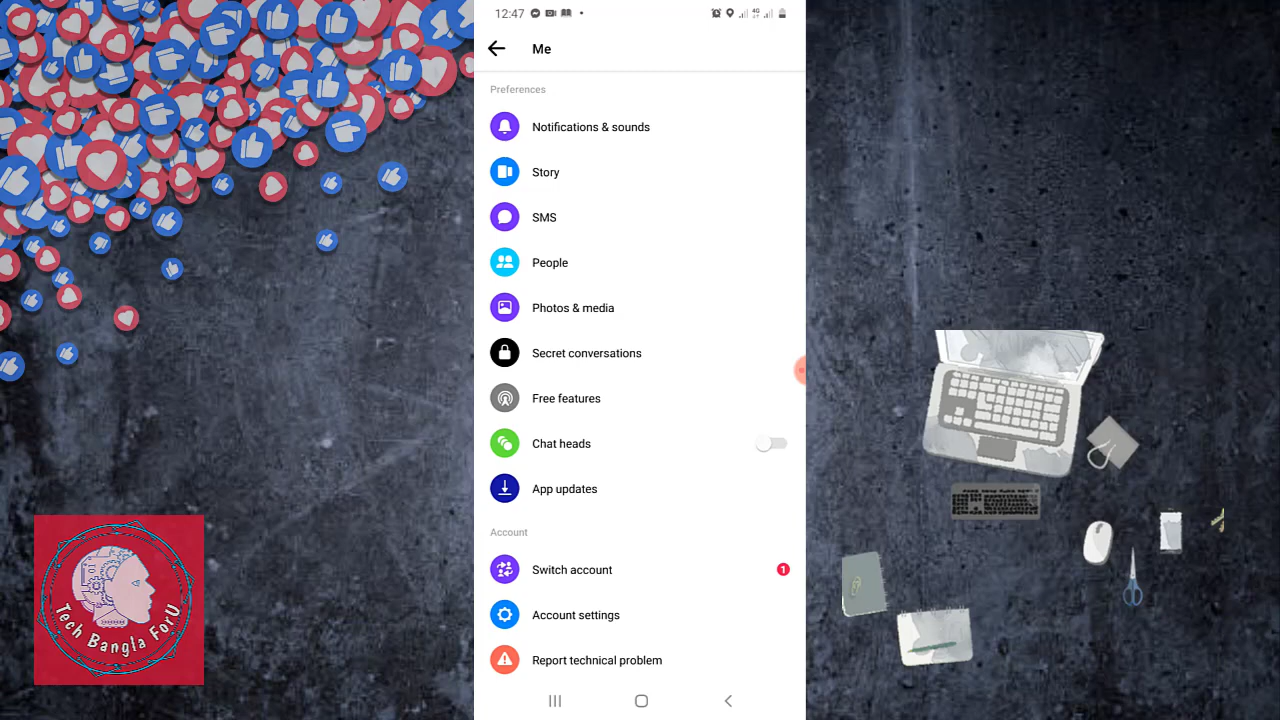 12:47
4G
Me
Preferences
Notifications & sounds
Story
SMS
People
Photos & media
Secret conversations
Free features
Chat heads
App updates
Account
Switch account
1
Account settings
Report technical problem
Tech Bangla ForU